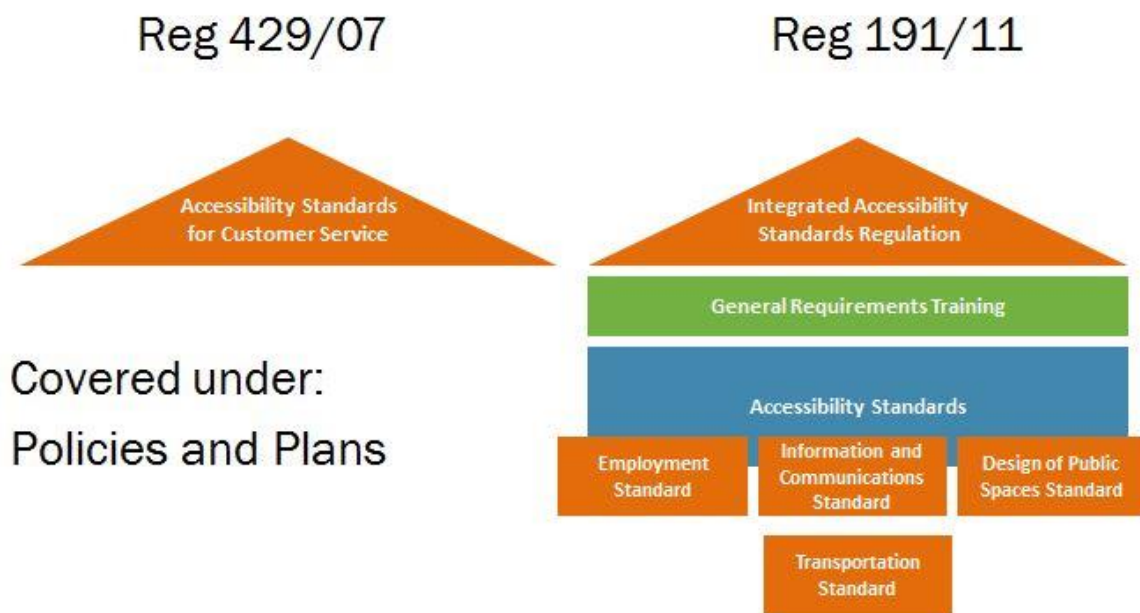 Reg 429/07
Reg 191/11
Accessibility Standards
for Customer Service
Integrated Accessibility
Standards Regulation
General Requirements Training
Covered under:
Policies and Plans
Accessibility Standards
Employment
Standard
Information and
Communications
Standard
Design of Public
Spaces Standard
Transportation
Standard